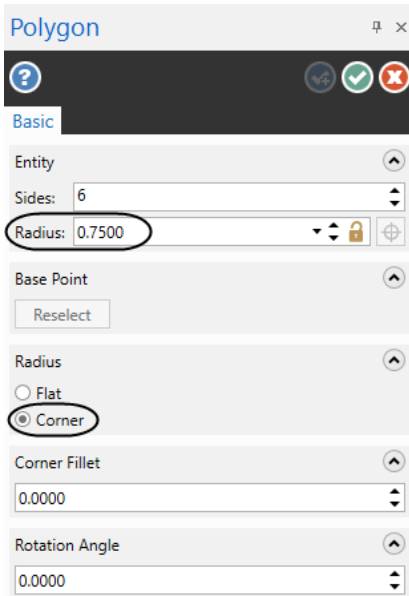 Polygon
Basic
Entity
Sides: 6
Radius: 0.7500
Base Point
Reselect
Radius
Flat
Corner
Corner Fillet
0.0000
Rotation Angle
0.0000